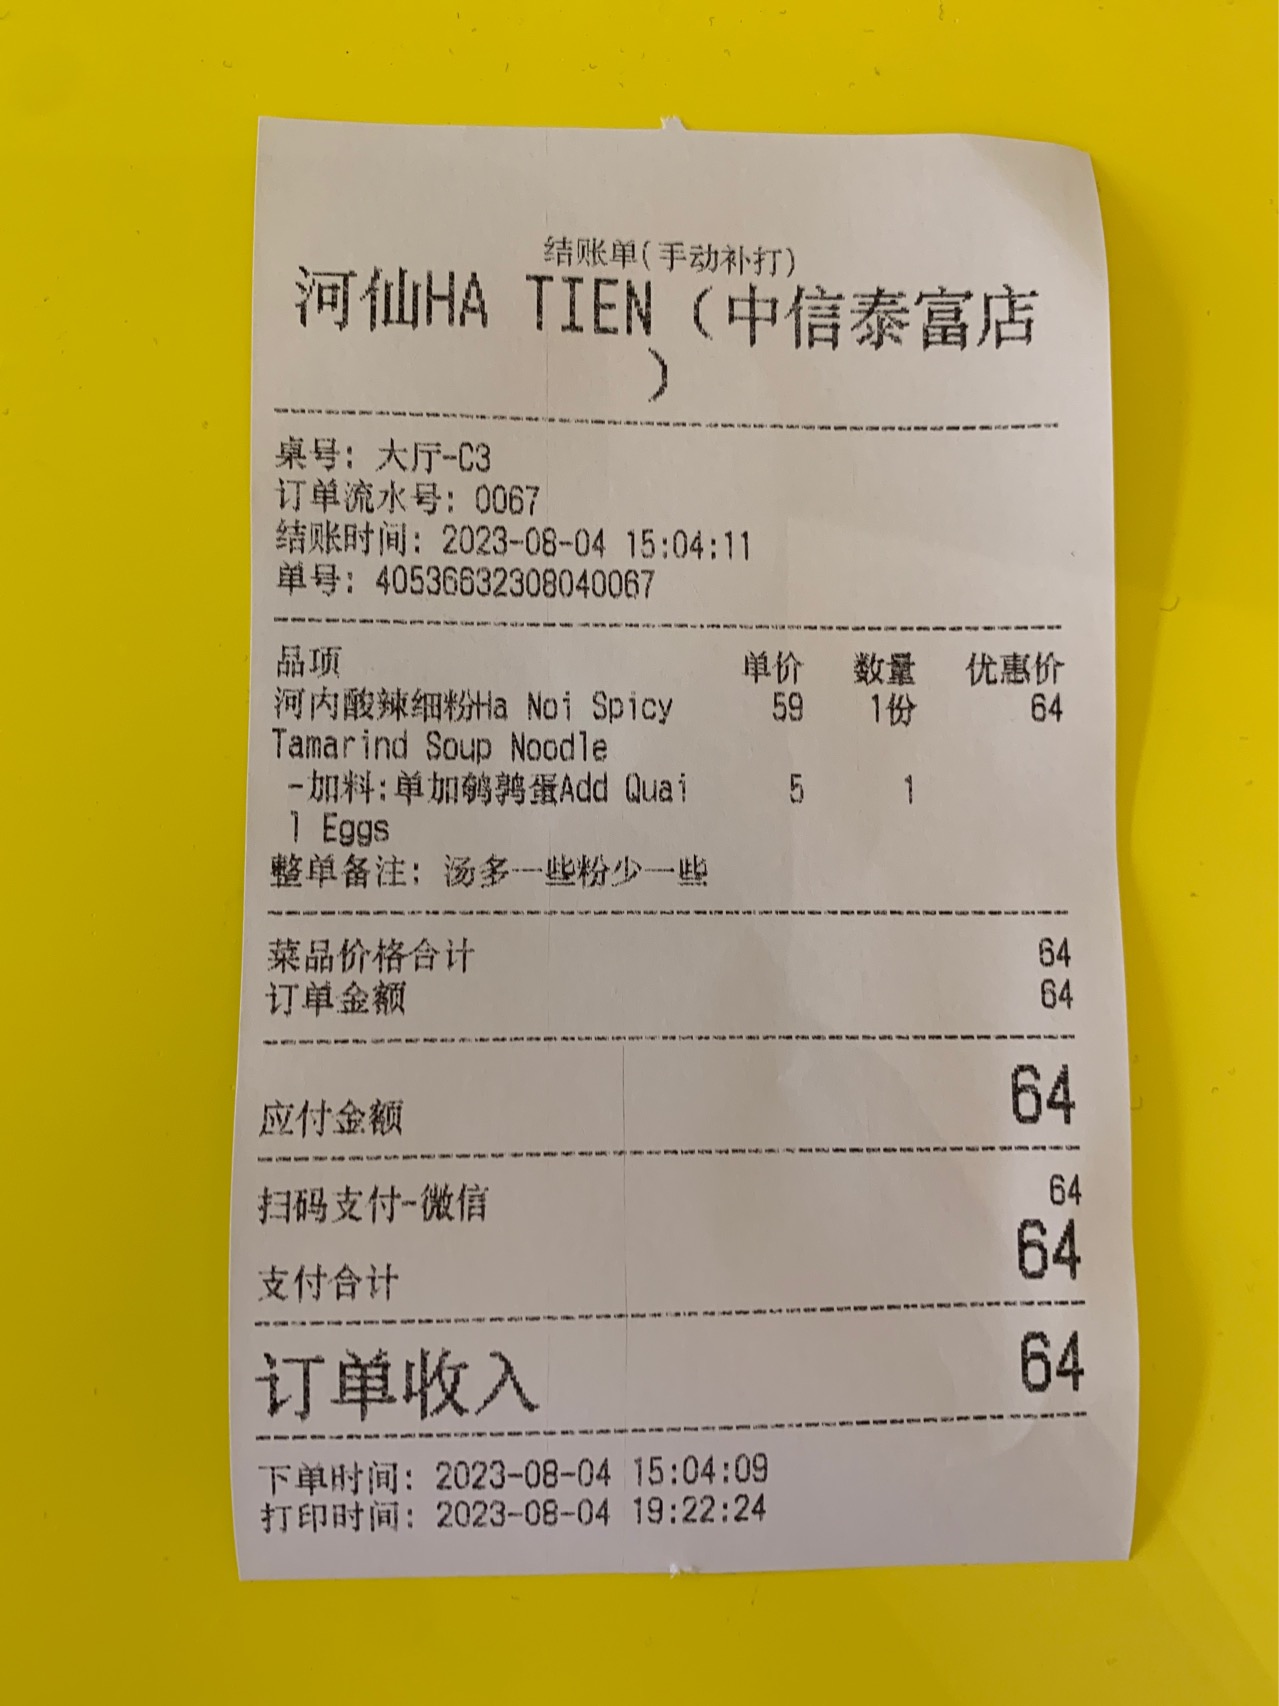 结账单(手动补打)
河仙HA TIEN（中信泰富店
）
桌号: 大厅-C3
订单流水号: 0067
结账时间: 2023-08-04 15:04:11
单号: 40536632308040067
品项 单价 数量 优惠价
河内酸辣细粉Ha Noi Spicy 59 1份 64
Tamarind Soup Noodle
-加料:单加鹌鹑蛋Add Quai 5 1
l Eggs
整单备注: 汤多一些粉少一些
菜品价格合计 64
订单金额 64
应付金额 64
扫码支付-微信 64
支付合计 64
订单收入 64
下单时间: 2023-08-04 15:04:09
打印时间: 2023-08-04 19:22:24